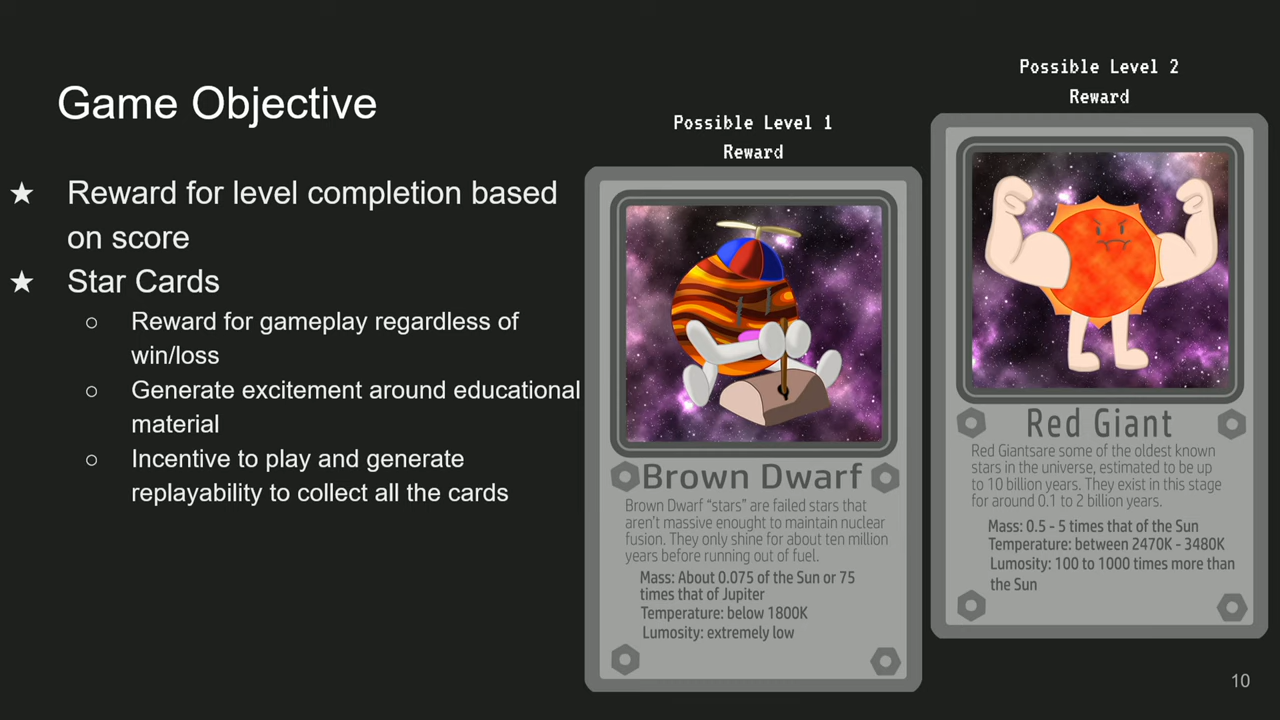 Game Objective
★ Reward for level completion based
on score
★ Star Cards
○ Reward for gameplay regardless of
win/loss
○ Generate excitement around educational
material
○ Incentive to play and generate
replayability to collect all the cards
Possible Level 1
Reward
Brown Dwarf
Brown Dwarf “stars” are failed stars that
aren’t massive enought to maintain nuclear
fusion. They only shine for about ten million
years before running out of fuel.
Mass: About 0.075 of the Sun or 75
times that of Jupiter
Temperature: below 1800K
Lumosity: extremely low
Possible Level 2
Reward
Red Giant
Red Giantsare some of the oldest known
stars in the universe, estimated to be up
to 10 billion years. They exist in this stage
for around 0.1 to 2 billion years.
Mass: 0.5 - 5 times that of the Sun
Temperature: between 2470K - 3480K
Lumosity: 100 to 1000 times more than
the Sun
10